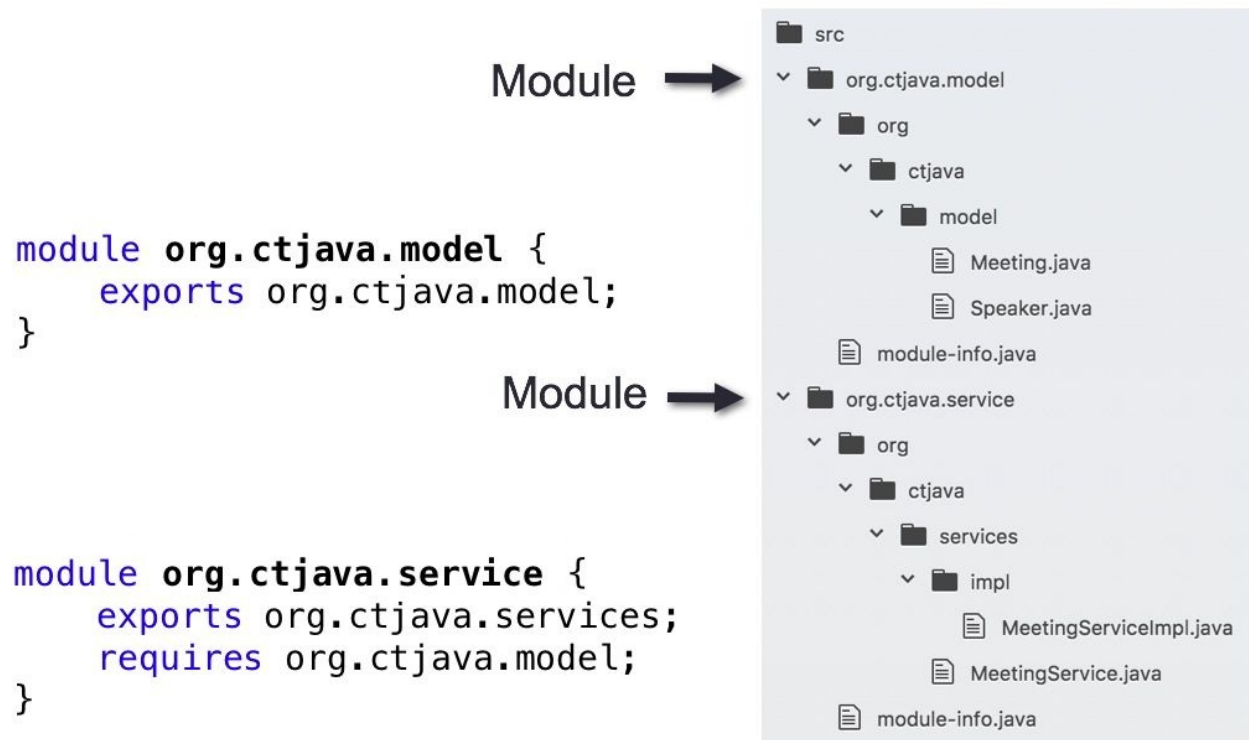 Module
module org.ctjava.model {
exports org.ctjava.model;
}
Module
module org.ctjava.service {
exports org.ctjava.services;
requires org.ctjava.model;
}
src
org.ctjava.model
org
ctjava
model
Meeting.java
Speaker.java
module-info.java
org.ctjava.service
org
ctjava
services
impl
MeetingServiceImpl.java
MeetingService.java
module-info.java